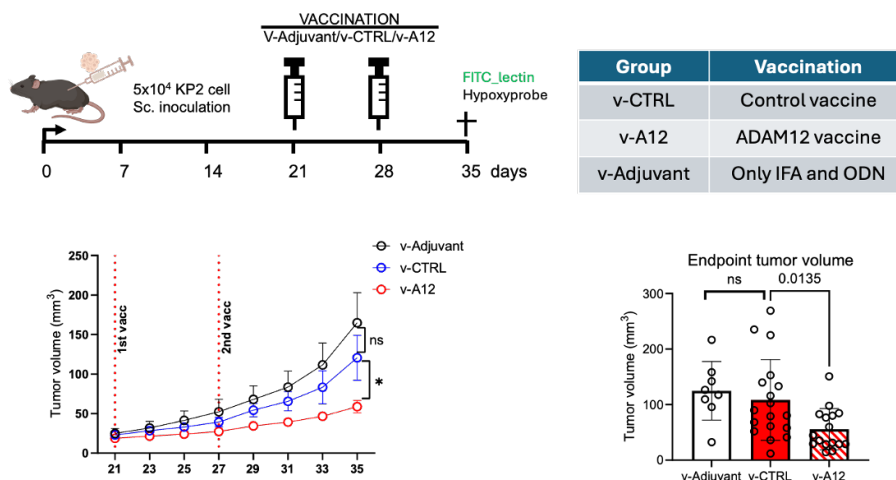 VACCINATION
V-Adjuvant/v-CTRL/v-A12
5x10⁴ KP2 cell
Sc. inoculation
FITC_lectin
Hypoxyprobe
0 7 14 21 28 35 days
Group Vaccination
v-CTRL Control vaccine
v-A12 ADAM12 vaccine
v-Adjuvant Only IFA and ODN
v-Adjuvant
v-CTRL
v-A12
Tumor volume (mm³)
250
200
150
100
50
0
1st vacc
2nd vacc
ns
*
21 23 25 27 29 31 33 35
Endpoint tumor volume
ns 0.0135
Tumor volume (mm³)
300
200
100
0
v-Adjuvant v-CTRL v-A12